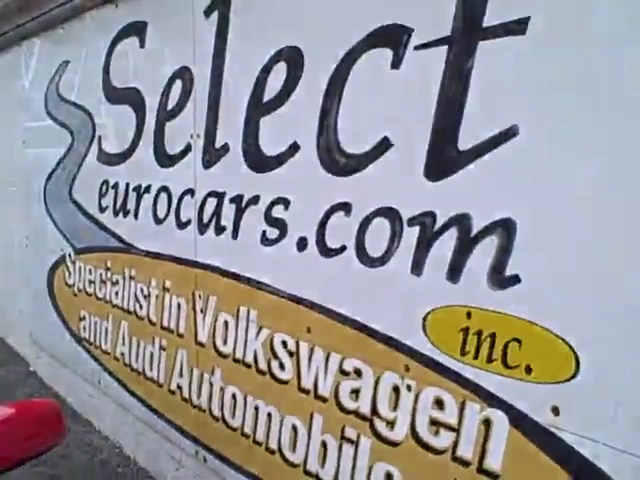 Select
eurocars.com
inc.
Specialist in Volkswagen
and Audi Automobile